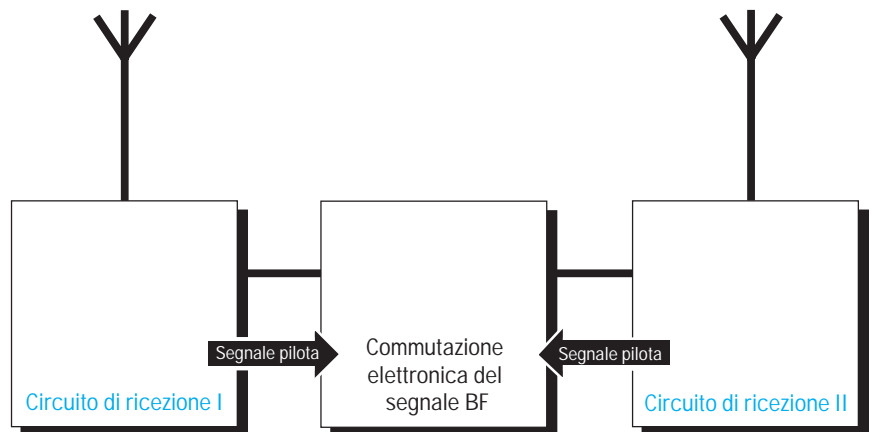 Segnale pilota
Commutazione
elettronica del
segnale BF
Segnale pilota
Circuito di ricezione I
Circuito di ricezione II